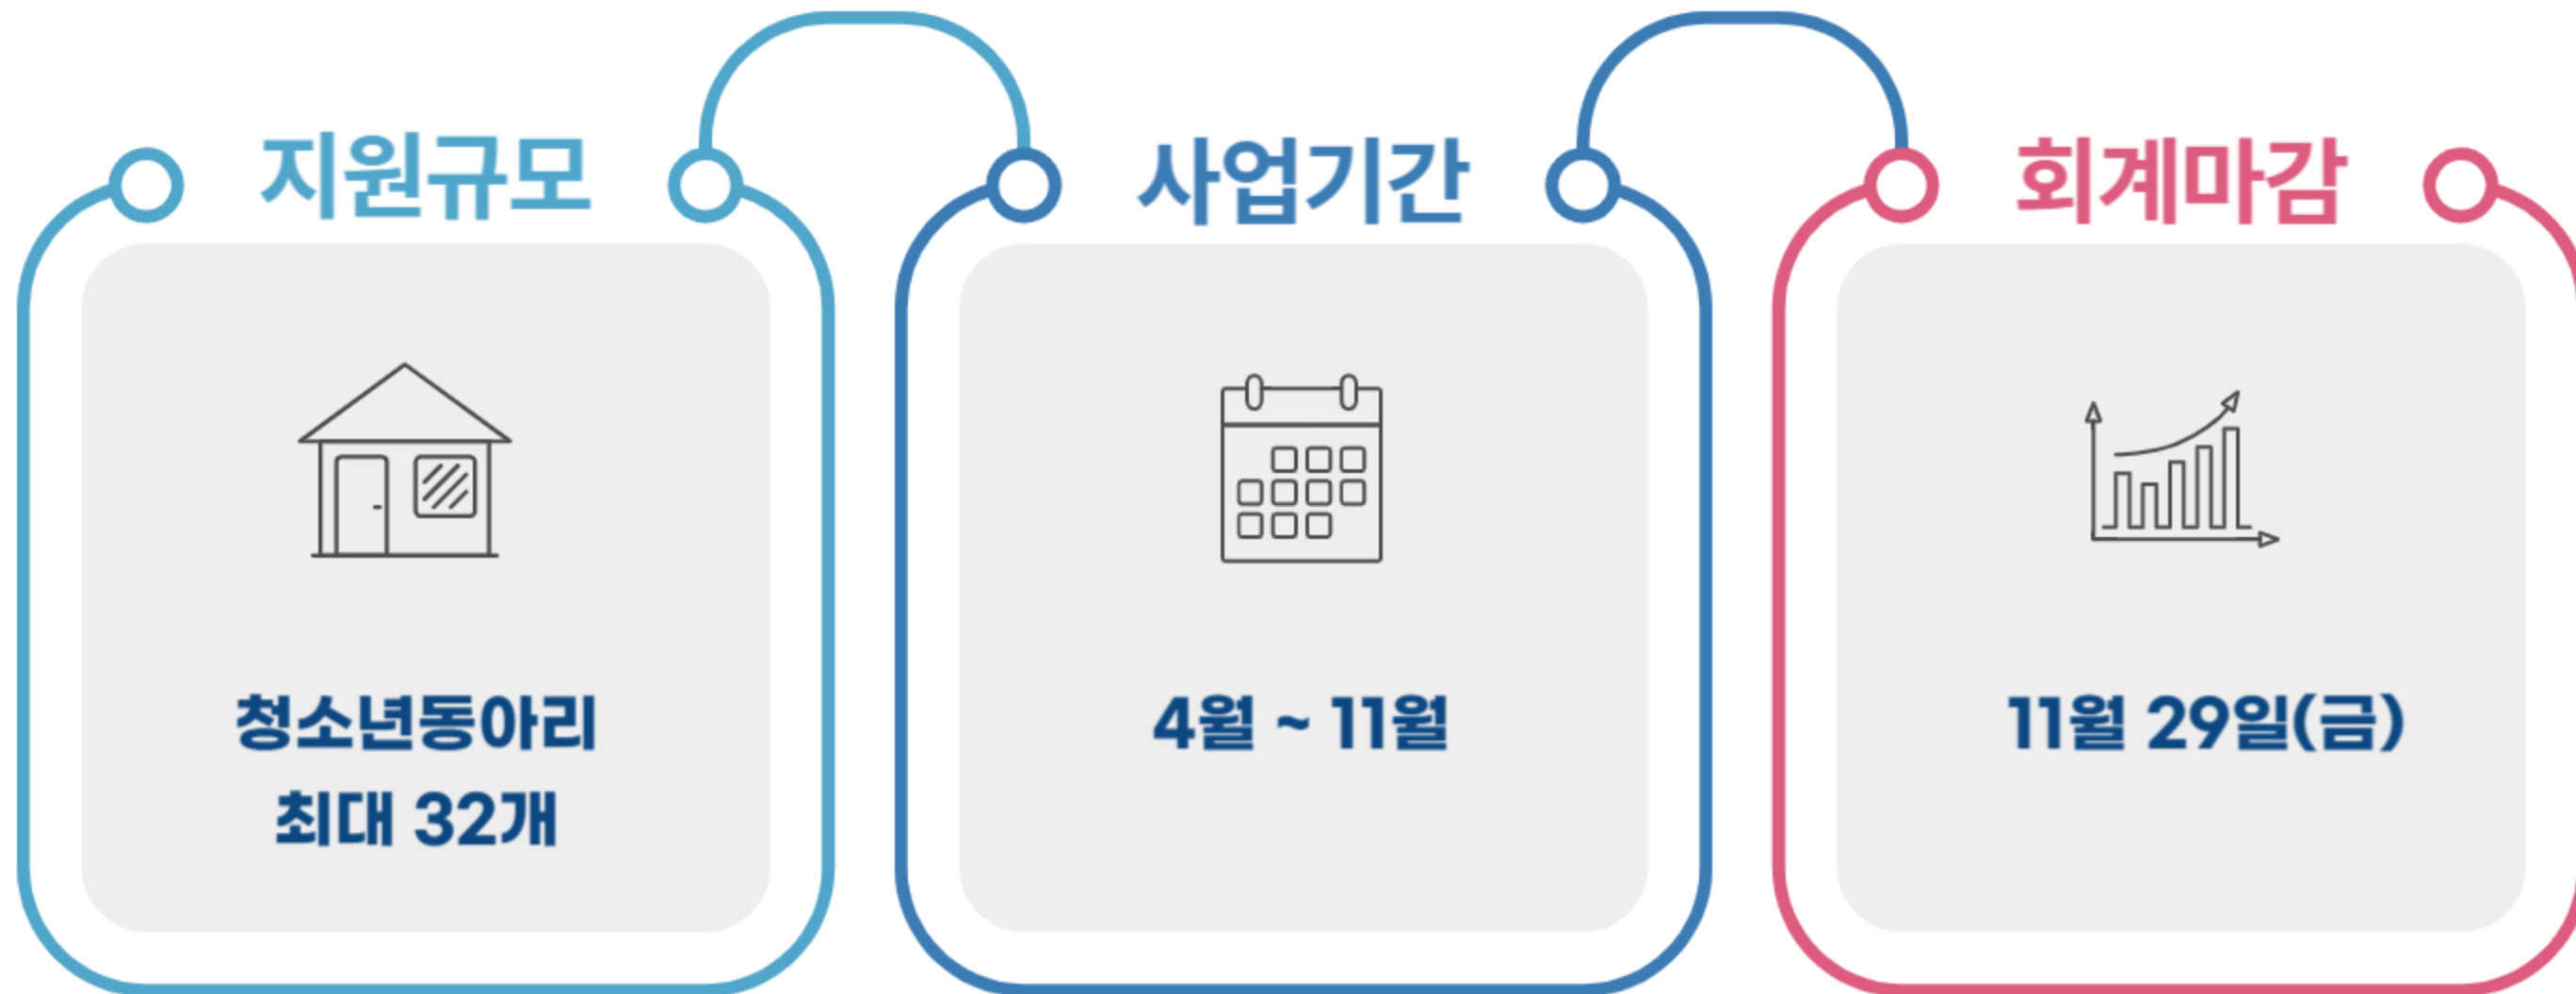 지원규모
청소년동아리
최대 32개
사업기간
4월 ~ 11월
회계마감
11월 29일(금)